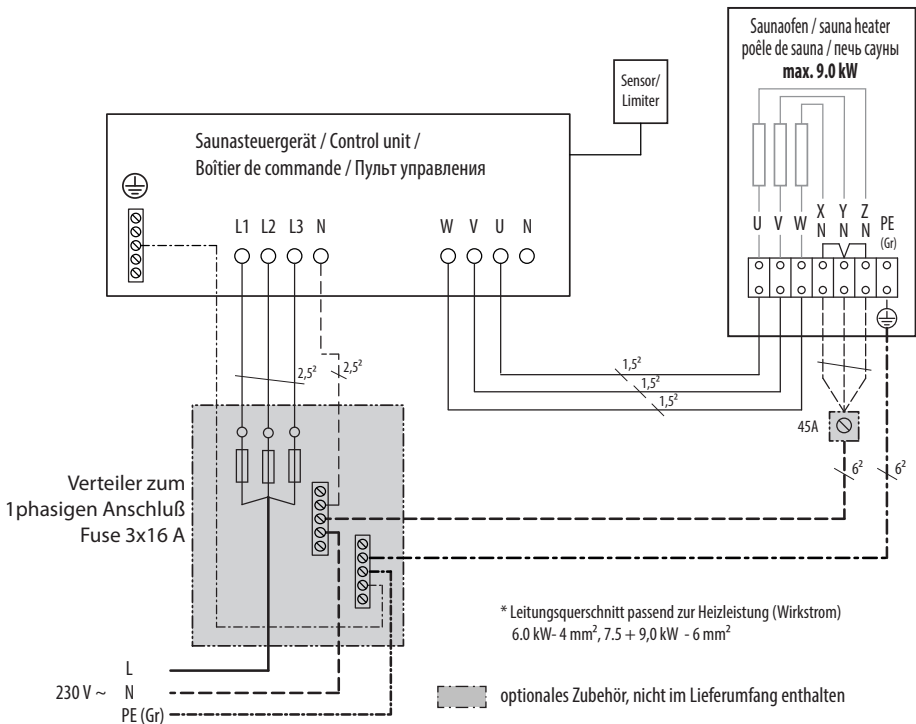 Saunaofen / sauna heater
poêle de sauna / печь сауны
max. 9.0 kW
Sensor/
Limiter
Saunasteuergerät / Control unit /
Boîtier de commande / Пульт управления
L1 L2 L3 N
W V U N
U V W X Y Z PE
N N N (Gr)
2,5²
2,5²
1,5²
1,5²
1,5²
45A
6²
6²
Verteiler zum
1phasigen Anschluß
Fuse 3x16 A
* Leitungsquerschnitt passend zur Heizleistung (Wirkstrom)
6.0 kW- 4 mm², 7.5 + 9,0 kW - 6 mm²
L
230 V ~ N
PE (Gr)
optionales Zubehör, nicht im Lieferumfang enthalten